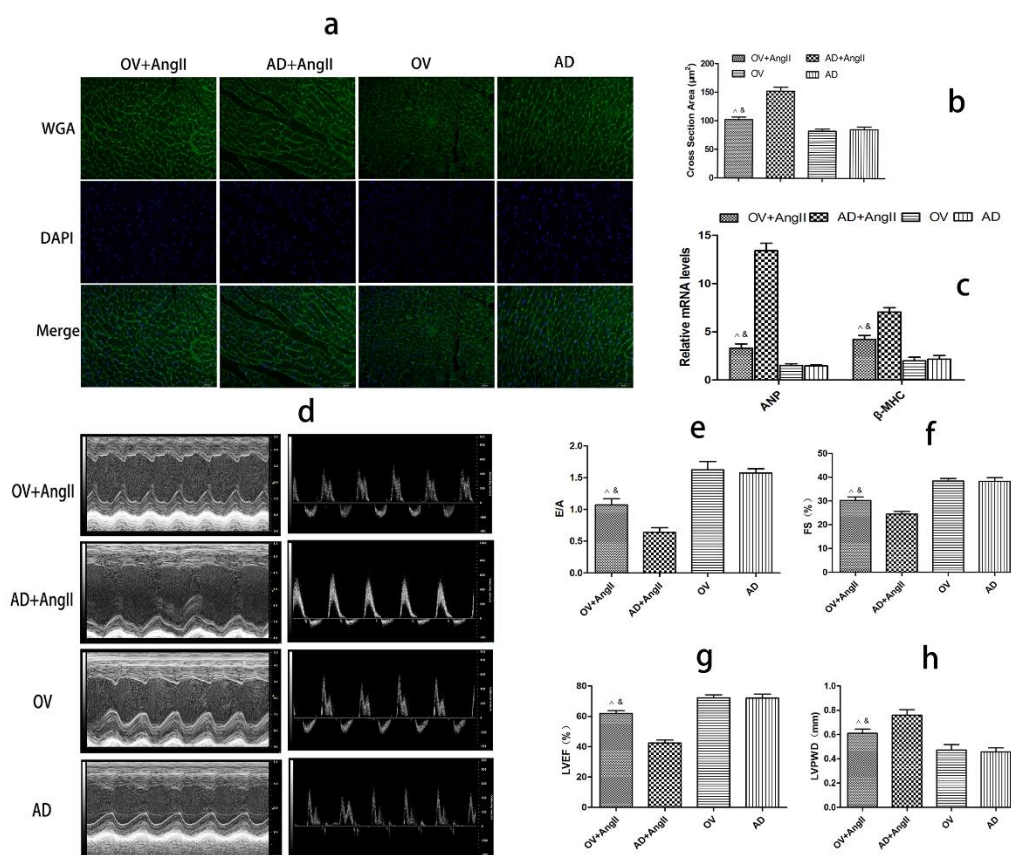 a
OV+AngII AD+AngII OV AD
WGA
DAPI
Merge
b
OV+AngII AD+AngII
OV AD
Cross Section Area (μm²)
150
100
50
0
^ &
c
OV+AngII AD+AngII OV AD
Relative mRNA levels
15
10
5
0
^ & ^ &
ANP β-MHC
d
OV+AngII
AD+AngII
OV
AD
e
E/A
2.0
1.5
1.0
0.5
0.0
^ &
OV+AngII AD+AngII OV AD
f
FS (%)
50
40
30
20
10
0
^ &
OV+AngII AD+AngII OV AD
g
LVEF (%)
80
60
40
20
0
^ &
OV+AngII AD+AngII OV AD
h
LVPWD (mm)
1.0
0.8
0.6
0.4
0.2
0.0
^ &
OV+AngII AD+AngII OV AD